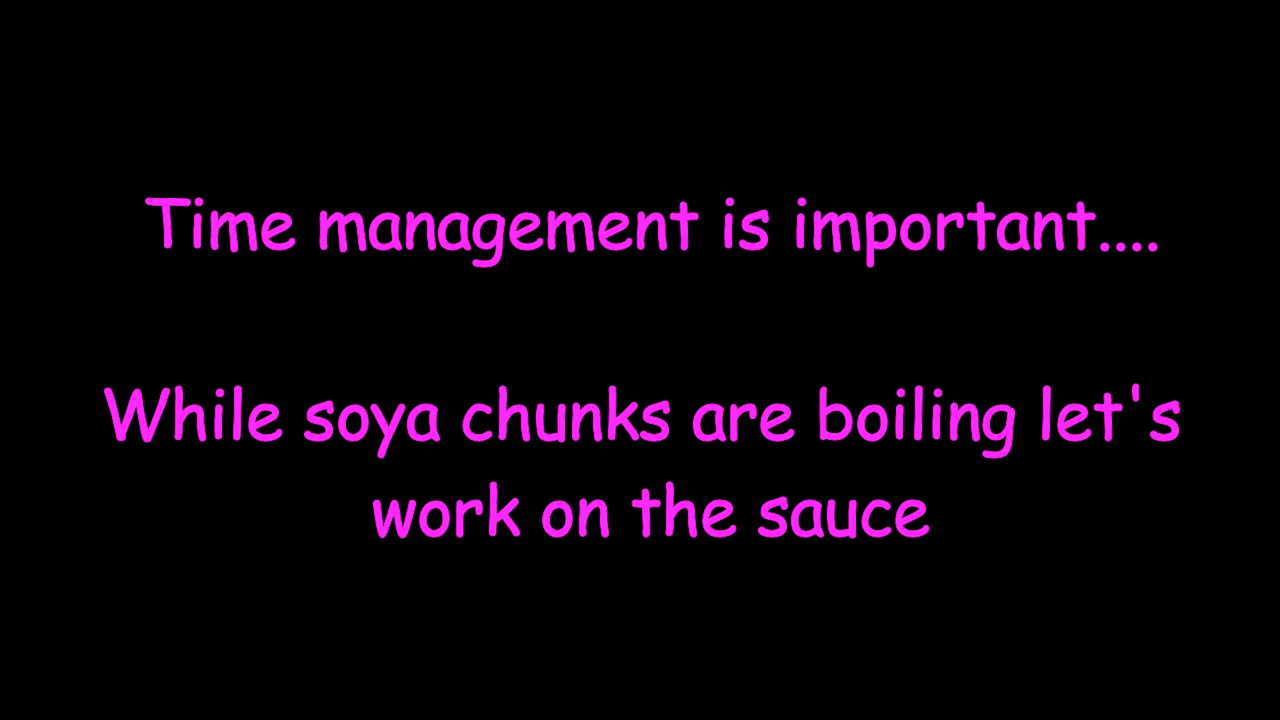 Time management is important....
While soya chunks are boiling let's
work on the sauce